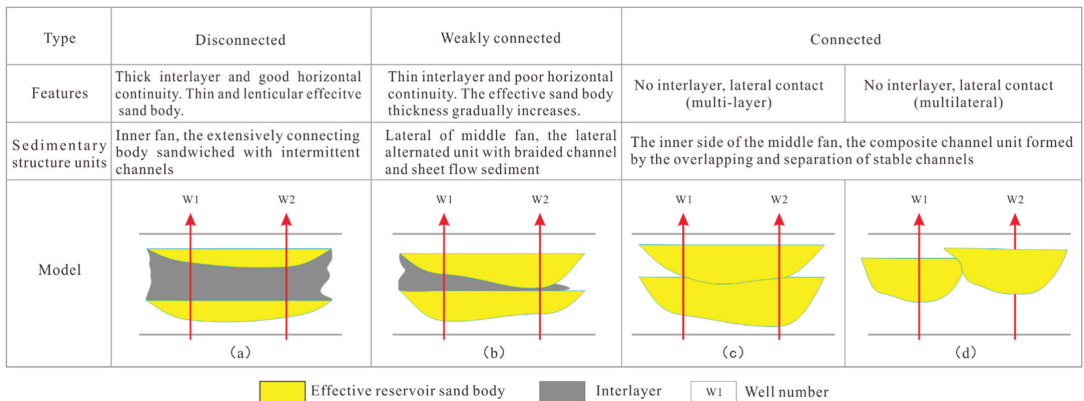 Type
Disconnected
Weakly connected
Connected
Features
Thick interlayer and good horizontal
continuity. Thin and lenticular effecitve
sand body.
Thin interlayer and poor horizontal
continuity. The effective sand body
thickness gradually increases.
No interlayer, lateral contact
(multi-layer)
No interlayer, lateral contact
(multilateral)
Sedimentary
structure units
Inner fan, the extensively connecting
body sandwiched with intermittent
channels
Lateral of middle fan, the lateral
alternated unit with braided channel
and sheet flow sediment
The inner side of the middle fan, the composite channel unit formed
by the overlapping and separation of stable channels
Model
W1 W2
(a)
W1 W2
(b)
W1 W2
(c)
W1 W2
(d)
Effective reservoir sand body
Interlayer
W1 Well number